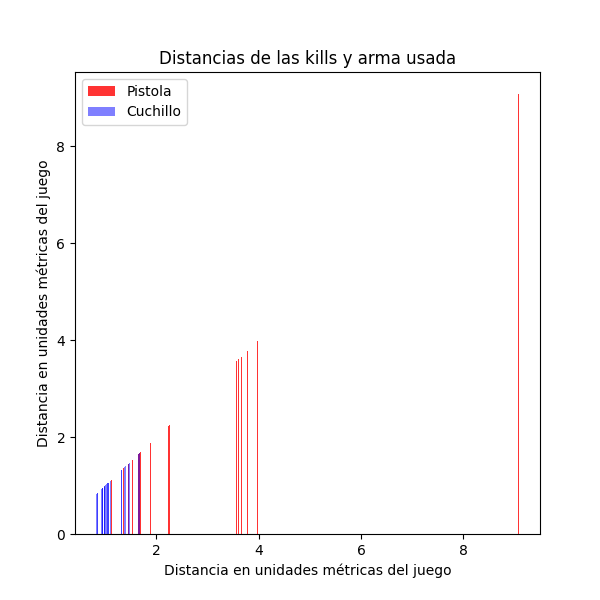 Distancias de las kills y arma usada
Pistola
Cuchillo
Distancia en unidades métricas del juego
8
6
4
2
0
2 4 6 8
Distancia en unidades métricas del juego